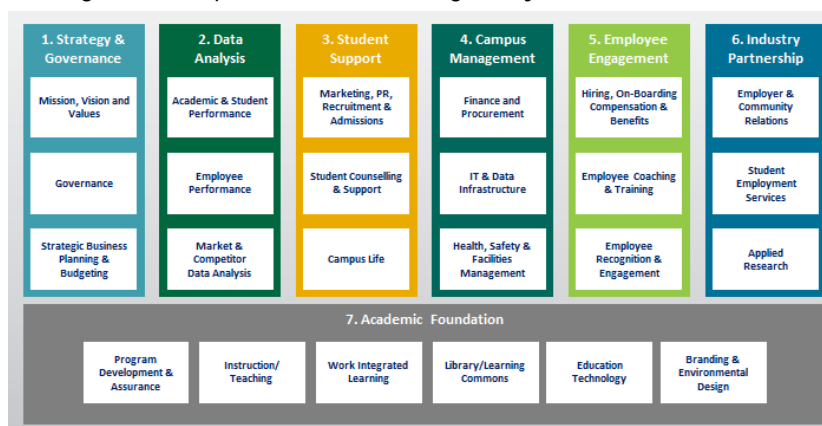 1. Strategy &
Governance
Mission, Vision and
Values
Governance
Strategic Business
Planning &
Budgeting
2. Data
Analysis
Academic & Student
Performance
Employee
Performance
Market &
Competitor
Data Analysis
3. Student
Support
Marketing, PR,
Recruitment &
Admissions
Student Counselling
& Support
Campus Life
4. Campus
Management
Finance and
Procurement
IT & Data
Infrastructure
Health, Safety &
Facilities
Management
5. Employee
Engagement
Hiring, On-Boarding
Compensation &
Benefits
Employee Coaching
& Training
Employee
Recognition &
Engagement
6. Industry
Partnership
Employer &
Community
Relations
Student
Employment
Services
Applied
Research
7. Academic Foundation
Program
Development &
Assurance
Instruction/
Teaching
Work Integrated
Learning
Library/Learning
Commons
Education
Technology
Branding &
Environmental
Design